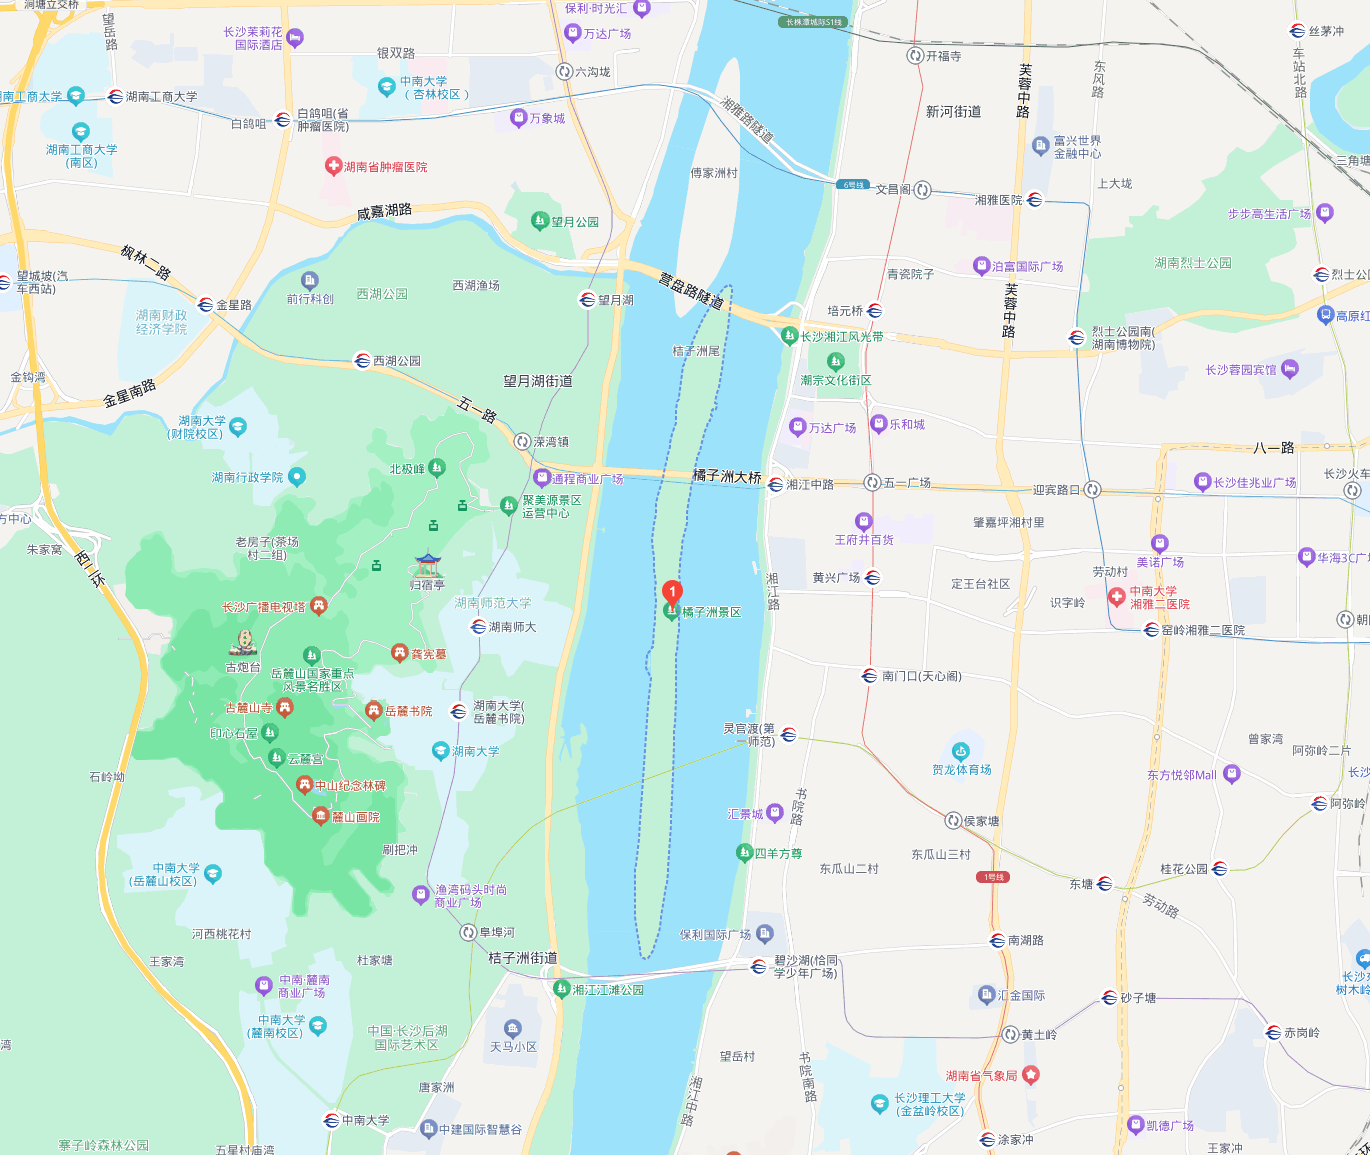 涧塘立交桥
望岳路
长沙茉莉花
国际酒店
保利·时光汇
万达广场
长株潭城际S1线
丝茅冲
银双路
六沟垅
开福寺
芙蓉中路
东风路
车站北路
中南大学
（杏林校区）
湖南工商大学
白鸽咀
白鸽咀(省
肿瘤医院)
湘雅路隧道
新河街道
万象城
湖南工商大学
(南区)
富兴世界
金融中心
三角塘
湖南省肿瘤医院
傅家洲村
6号线
文昌阁
湘雅医院
上大垅
咸嘉湖路
望月公园
步步高生活广场
枫林二路
望城坡(汽
车西站)
前行科创
西湖公园
西湖渔场
营盘路隧道
青瓷院子
泊富国际广场
湖南烈士公园
烈士公园
金星路
望月湖
芙蓉中路
培元桥
湖南财政
经济学院
长沙湘江风光带
烈士公园南(
湖南博物院)
高原红
西湖公园
桔子洲尾
潮宗文化街区
长沙蓉园宾馆
金钩湾
金星南路
望月湖街道
五一路
湖南大学
(财院校区)
溁湾镇
万达广场
乐和城
八一路
北极峰
湖南行政学院
通程商业广场
橘子洲大桥
湘江中路
五一广场
迎宾路口
长沙佳兆业广场
长沙火车
聚美源景区
运营中心
方中心
朱家窝
西二环
老房子(茶场
村二组)
王府井百货
肇嘉坪湘村里
美诺广场
华海3C广
归宿亭
湘江路
黄兴广场
定王台社区
劳动村
识字岭
中南大学
湘雅二医院
湖南师范大学
长沙广播电视塔
1
橘子洲景区
湖南师大
窑岭湘雅二医院
古炮台
龚宪墓
岳麓山国家重点
风景名胜区
南门口(天心阁)
古麓山寺
岳麓书院
湖南大学(
岳麓书院)
印心石屋
云麓宫
湖南大学
灵官渡(第
一师范)
曾家湾
阿弥岭二片
石岭坳
中山纪念林碑
贺龙体育场
东方悦邻Mall
麓山画院
书院路
汇景城
侯家塘
阿弥岭
刷把冲
四羊方尊
东瓜山二村
东瓜山三村
中南大学
(岳麓山校区)
1号线
东塘
桂花公园
渔湾码头时尚
商业广场
劳动路
河西桃花村
阜埠河
保利国际广场
南湖路
王家湾
杜家塘
桔子洲街道
碧沙湖(恰同
学少年广场)
中南·麓南
商业广场
湘江江滩公园
汇金国际
砂子塘
树木岭
中南大学
(麓南校区)
中国·长沙后湖
国际艺术区
天马小区
黄土岭
赤岗岭
望岳村
湘江中路
书院南路
湖南省气象局
唐家洲
长沙理工大学
(金盆岭校区)
中南大学
中建国际智慧谷
凯德广场
寨子岭森林公园
五星村庙湾
涂家冲
王家冲